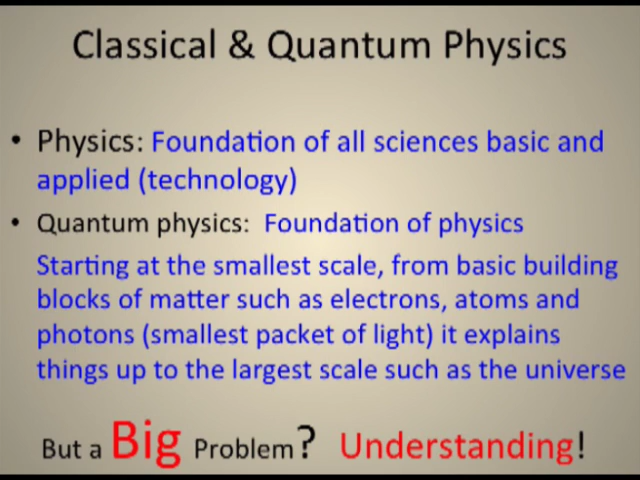 Classical & Quantum Physics
• Physics: Foundation of all sciences basic and
applied (technology)
• Quantum physics: Foundation of physics
Starting at the smallest scale, from basic building
blocks of matter such as electrons, atoms and
photons (smallest packet of light) it explains
things up to the largest scale such as the universe
But a Big Problem? Understanding!